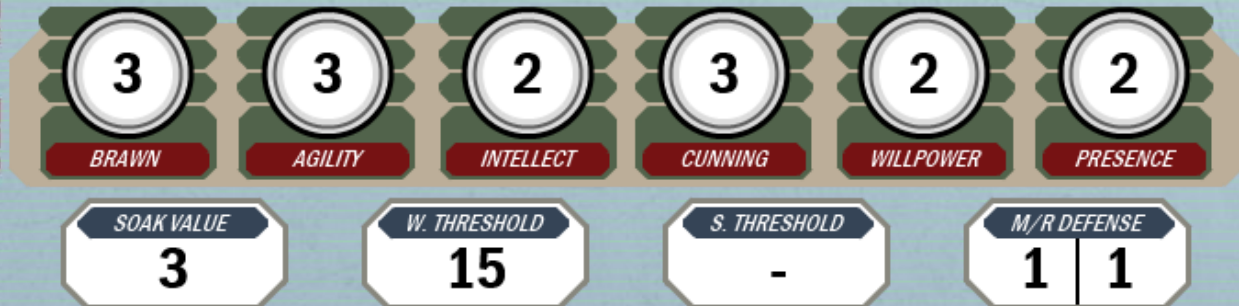 3 3 2 3 2 2
BRAWN AGILITY INTELLECT CUNNING WILLPOWER PRESENCE
SOAK VALUE W. THRESHOLD S. THRESHOLD M/R DEFENSE
3 15 - 1 1